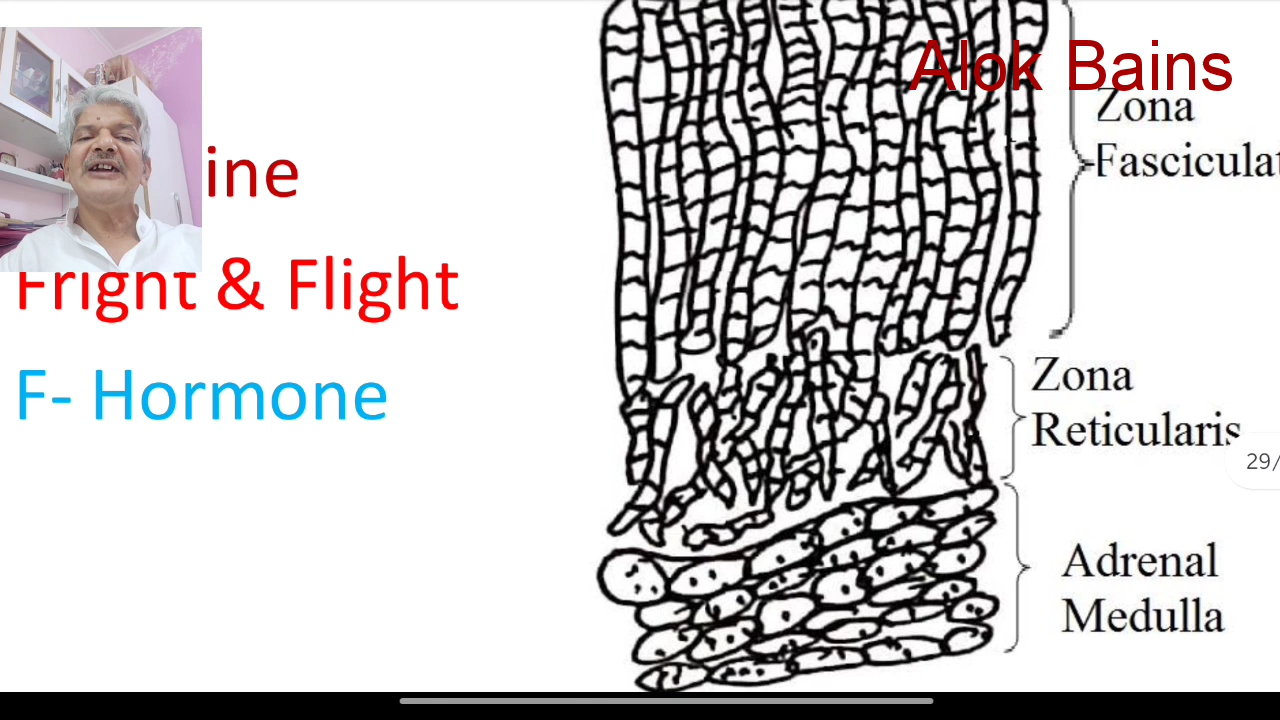 Alok Bains
ine
Fright & Flight
F- Hormone
Zona
Fasciculat
Zona
Reticularis
29/
Adrenal
Medulla